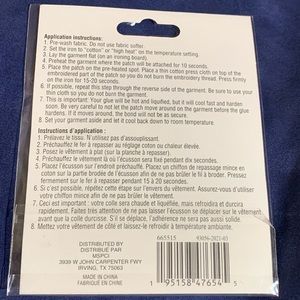 Application instructions:
1. Pre-wash fabric. Do not use fabric softer.
2. Set the iron to "cotton" or "high heat" on the temperature setting.
3. Lay the garment flat (on an ironing board).
4. Preheat the garment where the patch will be attached for 10 seconds.
5. Place the patch on the pre-heated spot. Place a thin cotton press cloth on top of the
embroidered part of the patch so you do not burn the threads. Press firmly
on the iron for 15-20 seconds.
6. If possible, repeat this step through the reverse side of the garment. Be sure to use your
thin cloth so you do not burn the garment.
7. This is important: Your glue will be hot and liquified, but it will cool fast and harden
soon. Be very careful to not let the patch move around on the garment before the glue
hardens. If it moves around, the bond will not be as secure.
8. Set your garment aside and let it cool back down to room temperature.
Instructions d'application :
1. Prélavez le tissu. N'utilisez pas d'assouplissant.
2. Préchauffez le fer à repasser au réglage coton ou chaleur élevée.
3. Posez le vêtement à plat (sur la planche à repasser).
4. Préchauffez le vêtement là où l'écusson sera fixé pendant dix secondes.
5. Placez l'écusson sur l'endroit préchauffé. Placez un chiffon de repassage mince en
coton sur la partie brodée de l'écusson afin de ne pas brûler le fil à broder. Pressez
fermement sur le fer à repasser pendant 15 à 20 secondes.
6. Si c'est possible, répétez cette étape sur l'envers du vêtement. Assurez-vous d'utiliser
votre chiffon mince afin de ne pas brûler le vêtement.
7. Ceci est important : votre colle sera chaude et liquéfiée, mais refroidira et durcira
rapidement. Faites très attention de ne pas laisser l'écusson se déplacer sur le vêtement
avant que la colle durcisse. S'il se déplace, l'adhérence ne sera pas aussi solide.
8. Mettez votre vêtement de côté et laissez-le refroidir à la température ambiante.
DISTRIBUTED BY
DISTRIBUÉ PAR
MSPCI
3939 W JOHN CARPENTER FWY
IRVING, TX 75063
MADE IN CHINA
FABRIQUÉ EN CHINE
665515
93056-2021-03
1 95158 47654 5